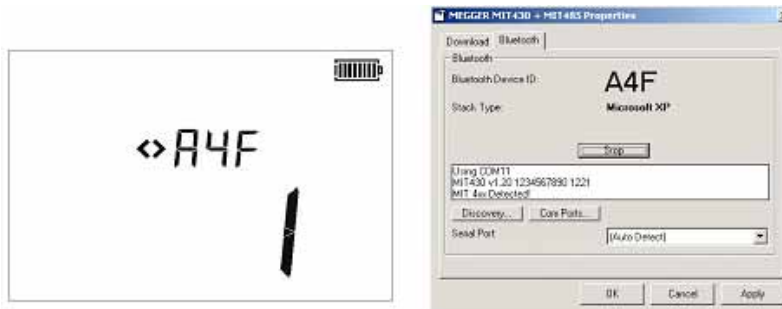 <> A4F
1
MEGGER MIT430 + MIT485 Properties
Download Bluetooth
Bluetooth
Bluetooth Device ID: A4F
Stack Type: Microsoft XP
Stop
Using COM11
MIT430 v1.20 1234567890 1221
MIT 4xx Detected!
Discovery... Com Ports...
Serial Port (Auto Detect)
OK Cancel Apply